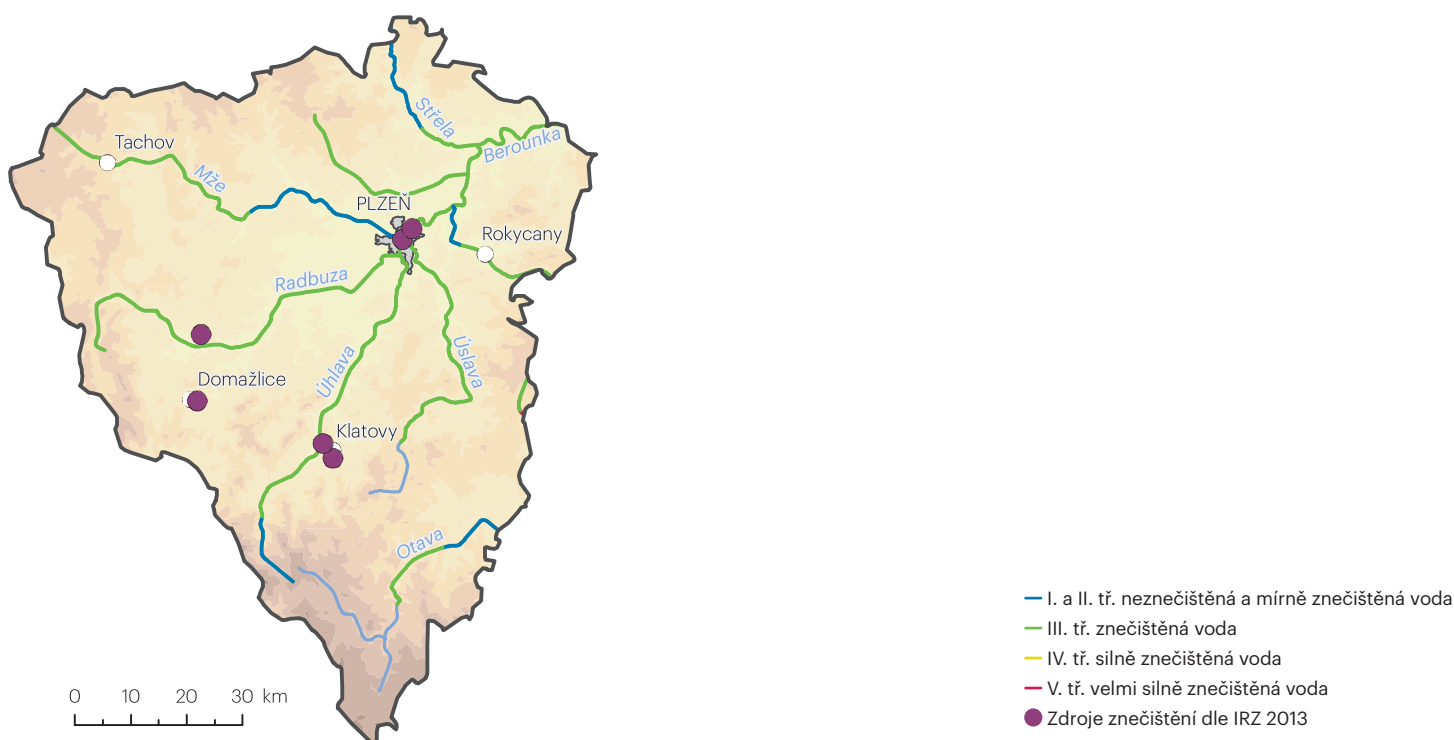 Střela
Berounka
Tachov
Mže
PLZEŇ
Rokycany
Radbuza
Úhlava
Úslava
Domažlice
Klatovy
Otava
0 10 20 30 km
I. a II. tř. neznečištěná a mírně znečištěná voda
III. tř. znečištěná voda
IV. tř. silně znečištěná voda
V. tř. velmi silně znečištěná voda
Zdroje znečištění dle IRZ 2013